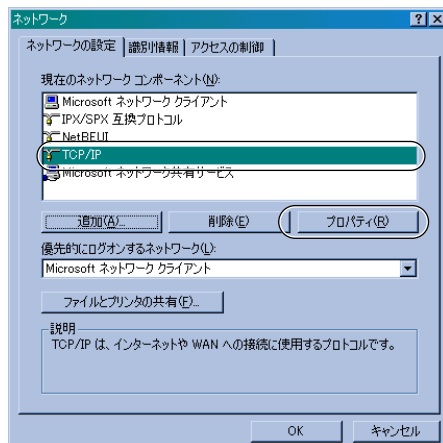 ネットワーク
ネットワークの設定 識別情報 アクセスの制御
現在のネットワーク コンポーネント(N):
Microsoft ネットワーク クライアント
IPX/SPX 互換プロトコル
NetBEUI
TCP/IP
Microsoft ネットワーク共有サービス
追加(A)... 削除(E) プロパティ(R)
優先的にログオンするネットワーク(L):
Microsoft ネットワーク クライアント
ファイルとプリンタの共有(F)...
説明
TCP/IP は、インターネットや WAN への接続に使用するプロトコルです。
OK キャンセル